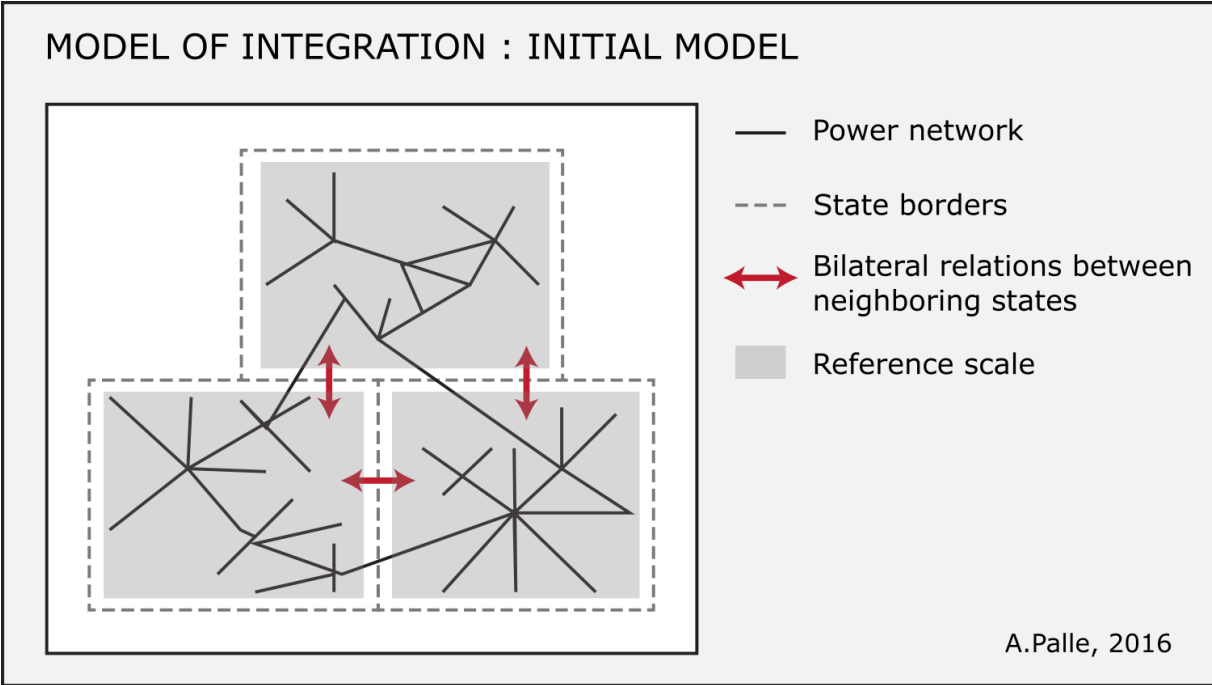 MODEL OF INTEGRATION : INITIAL MODEL
Power network
State borders
Bilateral relations between
neighboring states
Reference scale
A.Palle, 2016